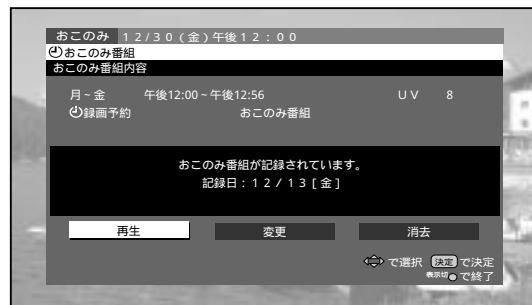 おこのみ 12/30(金)午後12:00
おこのみ番組
おこのみ番組内容
月~金 午後12:00~午後12:56 UV 8
録画予約 おこのみ番組
おこのみ番組が記録されています。
記録日:12/13[金]
再生 変更 消去
で選択 決定 で決定
表示切 で終了